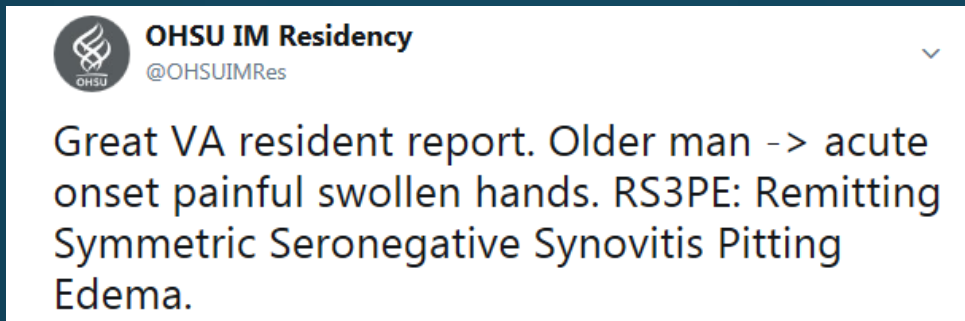 OHSU IM Residency
@OHSUIMRes
OHSU
Great VA resident report. Older man -> acute
onset painful swollen hands. RS3PE: Remitting
Symmetric Seronegative Synovitis Pitting
Edema.